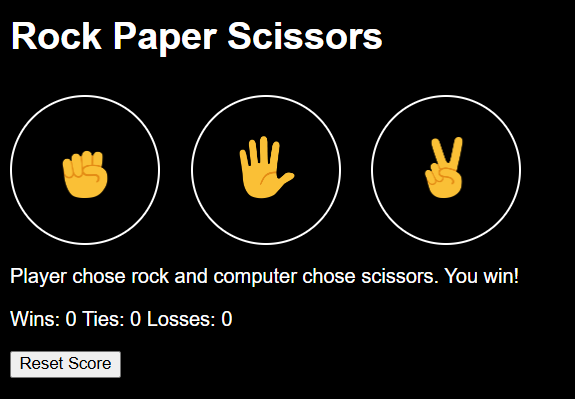 Rock Paper Scissors
Player chose rock and computer chose scissors. You win!
Wins: 0 Ties: 0 Losses: 0
Reset Score